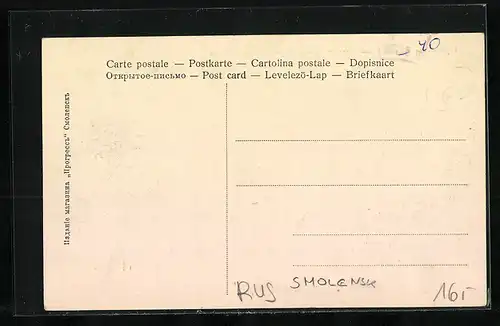 40
Carte postale — Postkarte — Cartolina postale — Dopisnice
Открытое-письмо — Post card — Levelező-Lap — Briefkaart
Изданіе магазина „Прогрессъ“ Смоленскъ
RUS SMOLENSK 16,-